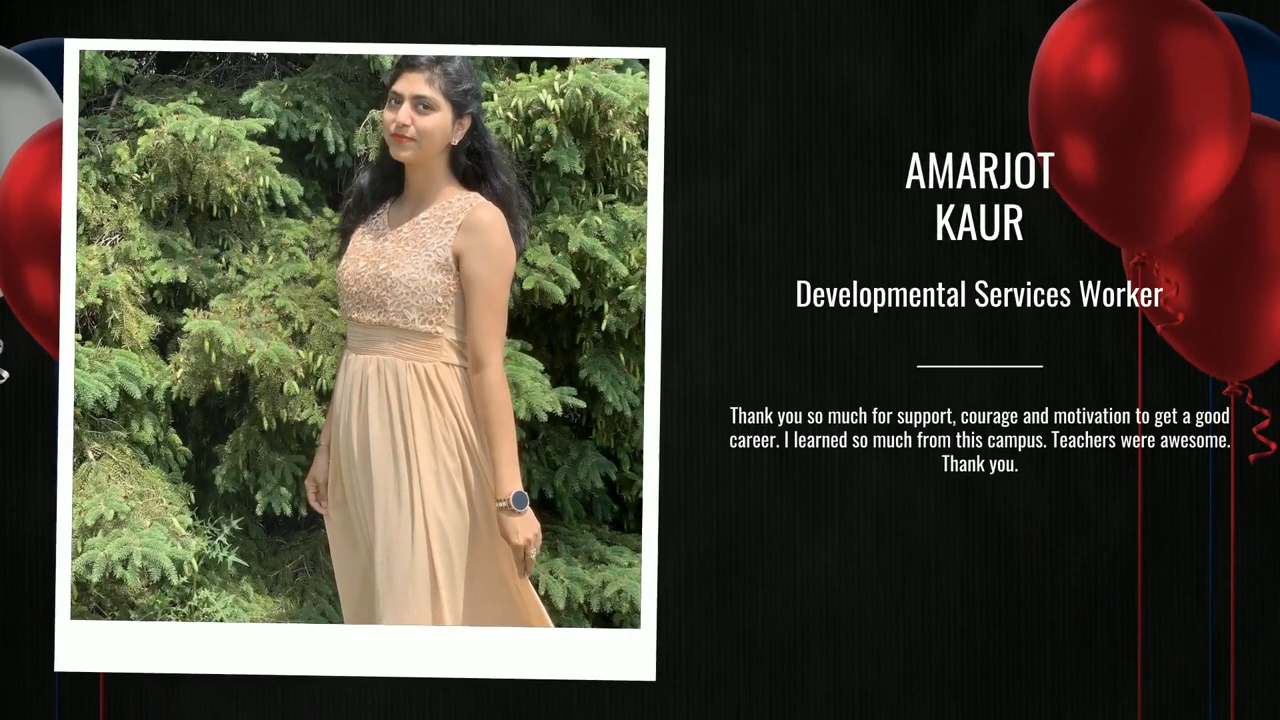 AMARJOT
KAUR
Developmental Services Worker
Thank you so much for support, courage and motivation to get a good
career. I learned so much from this campus. Teachers were awesome.
Thank you.